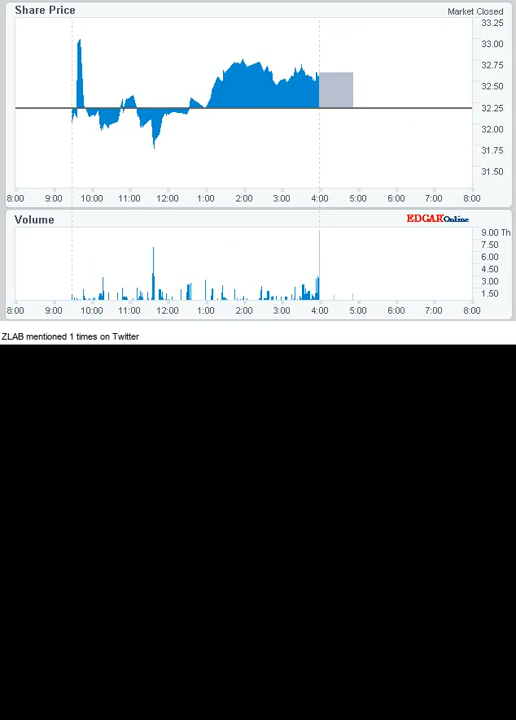 Share Price
Market Closed
33.25
33.00
32.75
32.50
32.25
32.00
31.75
31.50
8:00 9:00 10:00 11:00 12:00 1:00 2:00 3:00 4:00 5:00 6:00 7:00 8:00
Volume
EDGAR Online
9.00 Th
7.50
6.00
4.50
3.00
1.50
8:00 9:00 10:00 11:00 12:00 1:00 2:00 3:00 4:00 5:00 6:00 7:00 8:00
ZLAB mentioned 1 times on Twitter